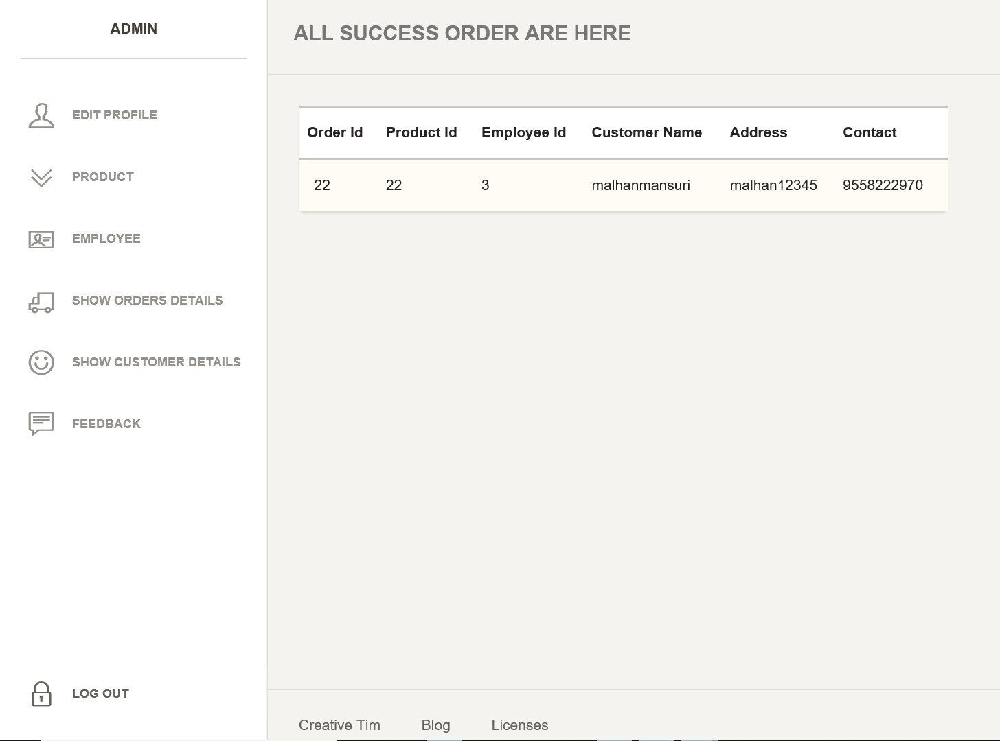 ADMIN
EDIT PROFILE
PRODUCT
EMPLOYEE
SHOW ORDERS DETAILS
SHOW CUSTOMER DETAILS
FEEDBACK
LOG OUT
ALL SUCCESS ORDER ARE HERE
Order Id Product Id Employee Id Customer Name Address Contact
22 22 3 malhanmansuri malhan12345 9558222970
Creative Tim Blog Licenses